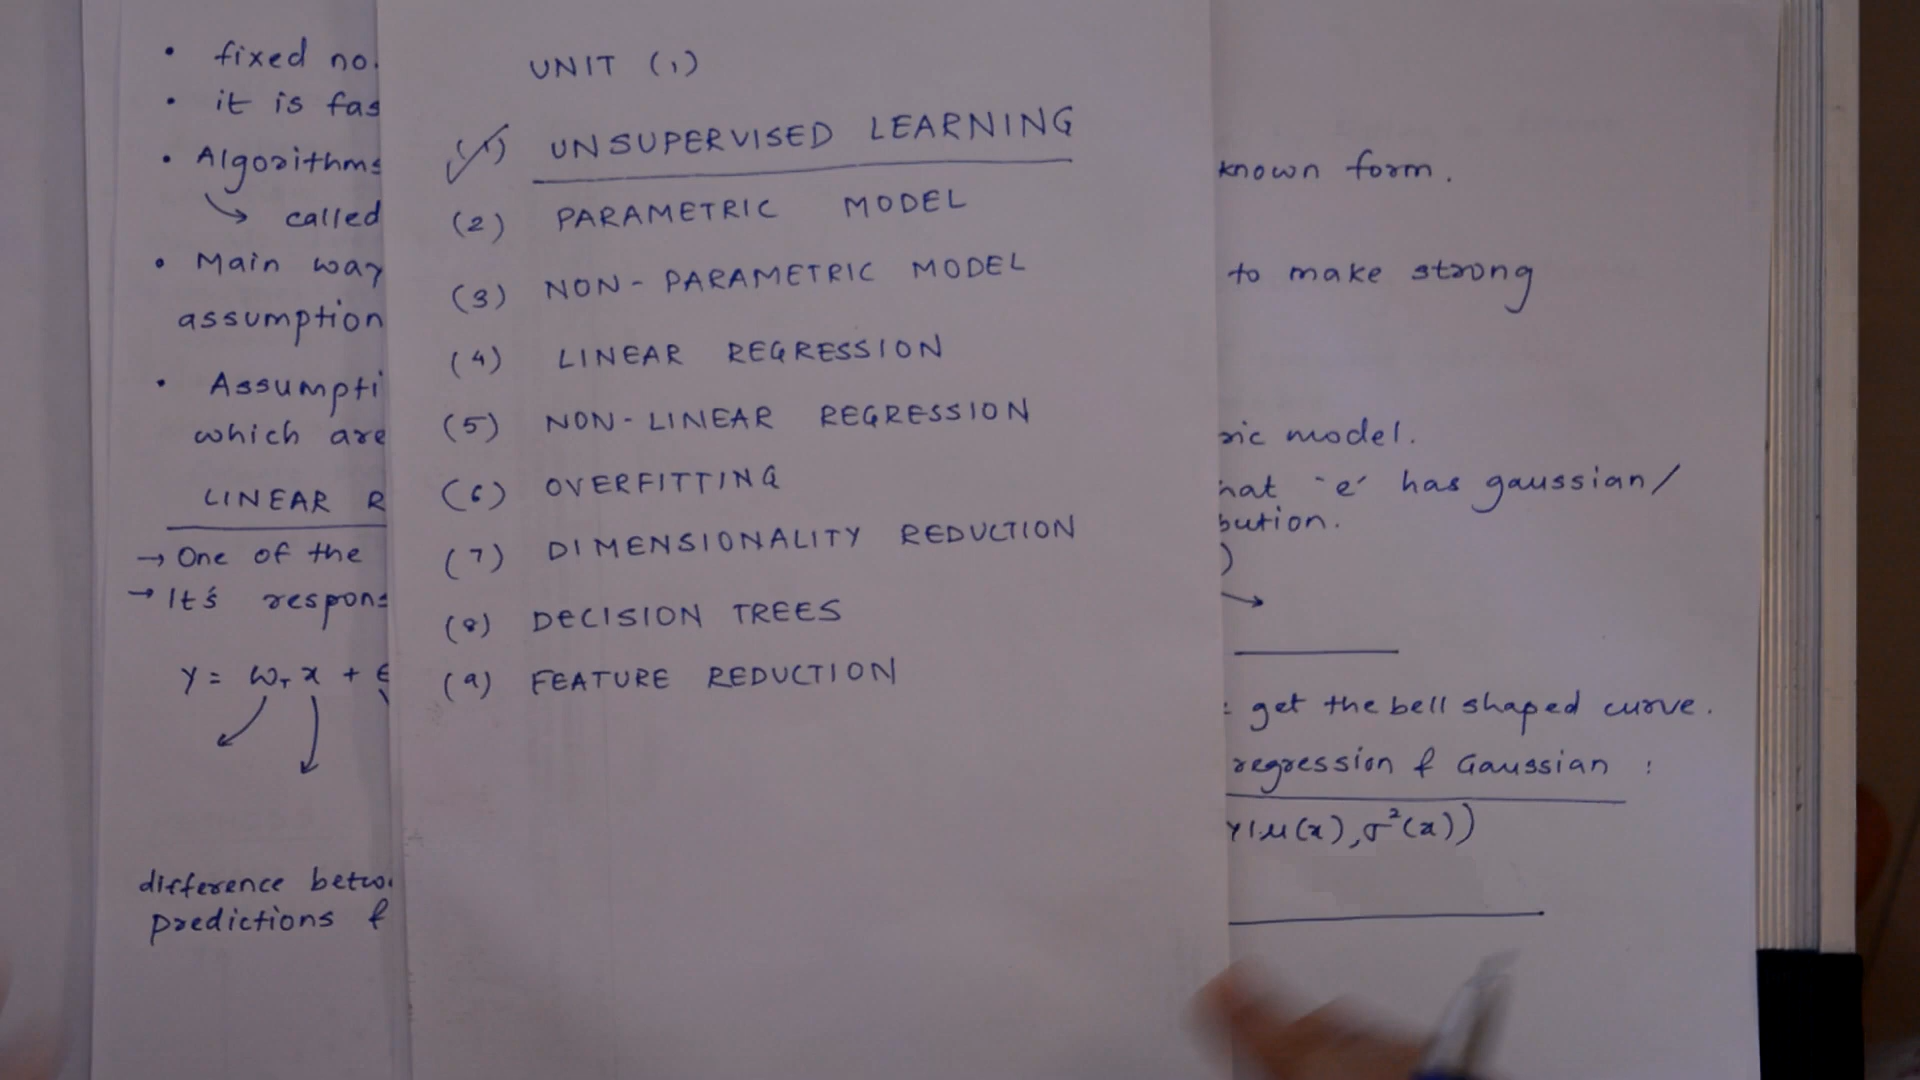 UNIT (1)
(1) UNSUPERVISED LEARNING
(2) PARAMETRIC MODEL
(3) NON-PARAMETRIC MODEL
(4) LINEAR REGRESSION
(5) NON-LINEAR REGRESSION
(6) OVERFITTING
(7) DIMENSIONALITY REDUCTION
(8) DECISION TREES
(9) FEATURE REDUCTION
• fixed no.
• it is fas
• Algorithms
↳ called
• Main way
assumption
• Assumpti
which are
LINEAR R
→ One of the
→ It's respons
Y = ω_T x + ε
difference betw
predictions &
known form.
to make strong
ric model.
hat 'e' has gaussian/
bution.
)
get the bell shaped curve.
regression & Gaussian :
y|μ(x), σ²(x))